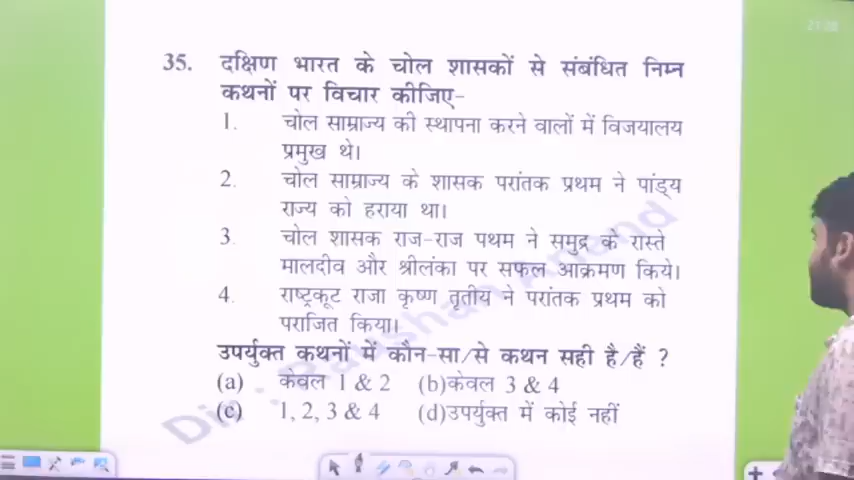 35. दक्षिण भारत के चोल शासकों से संबंधित निम्न
कथनों पर विचार कीजिए-
1. चोल साम्राज्य की स्थापना करने वालों में विजयालय
प्रमुख थे।
2. चोल साम्राज्य के शासक परांतक प्रथम ने पांड्य
राज्य को हराया था।
3. चोल शासक राज-राज पथम ने समुद्र के रास्ते
मालदीव और श्रीलंका पर सफल आक्रमण किये।
4. राष्ट्रकूट राजा कृष्ण तृतीय ने परांतक प्रथम को
पराजित किया।
उपर्युक्त कथनों में कौन-सा/से कथन सही है/हैं ?
(a) केवल 1 & 2 (b)केवल 3 & 4
(c) 1, 2, 3 & 4 (d)उपर्युक्त में कोई नहीं